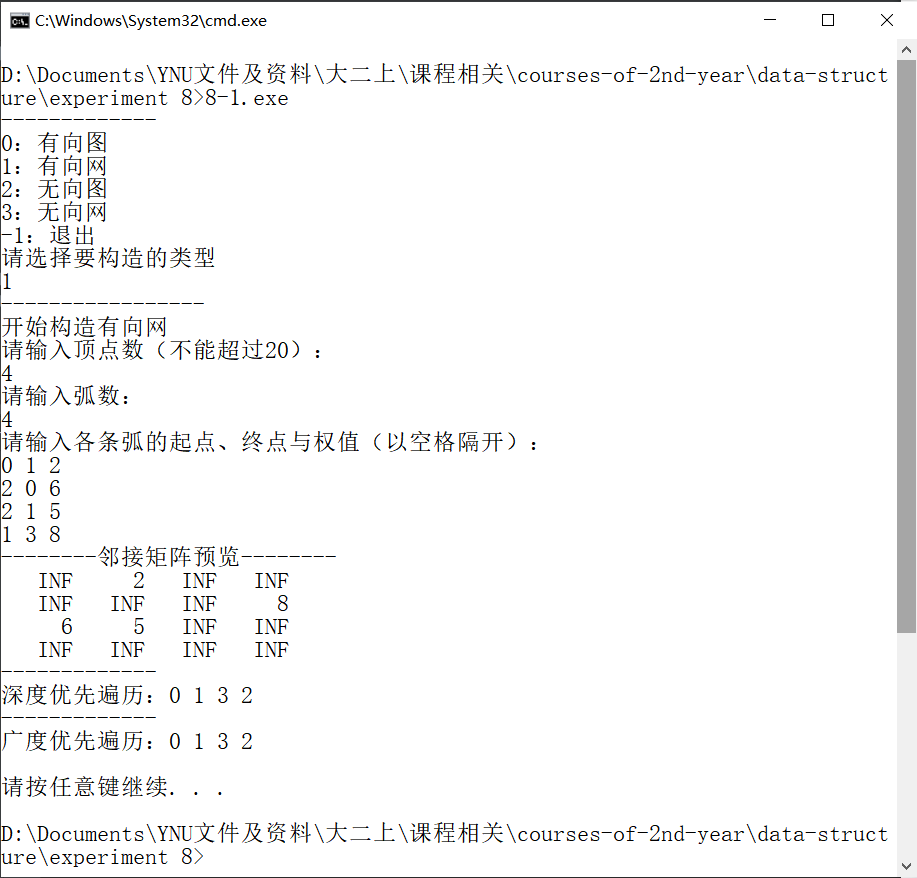 C:\Windows\System32\cmd.exe
D:\Documents\YNU文件及资料\大二上\课程相关\courses-of-2nd-year\data-struct
ure\experiment 8>8-1.exe
-------------
0：有向图
1：有向网
2：无向图
3：无向网
-1：退出
请选择要构造的类型
1
-----------------
开始构造有向网
请输入顶点数（不能超过20）：
4
请输入弧数：
4
请输入各条弧的起点、终点与权值（以空格隔开）：
0 1 2
2 0 6
2 1 5
1 3 8
--------邻接矩阵预览--------
   INF     2   INF   INF
   INF   INF   INF     8
     6     5   INF   INF
   INF   INF   INF   INF
-------------
深度优先遍历：0 1 3 2
-------------
广度优先遍历：0 1 3 2
请按任意键继续. . .
D:\Documents\YNU文件及资料\大二上\课程相关\courses-of-2nd-year\data-struct
ure\experiment 8>